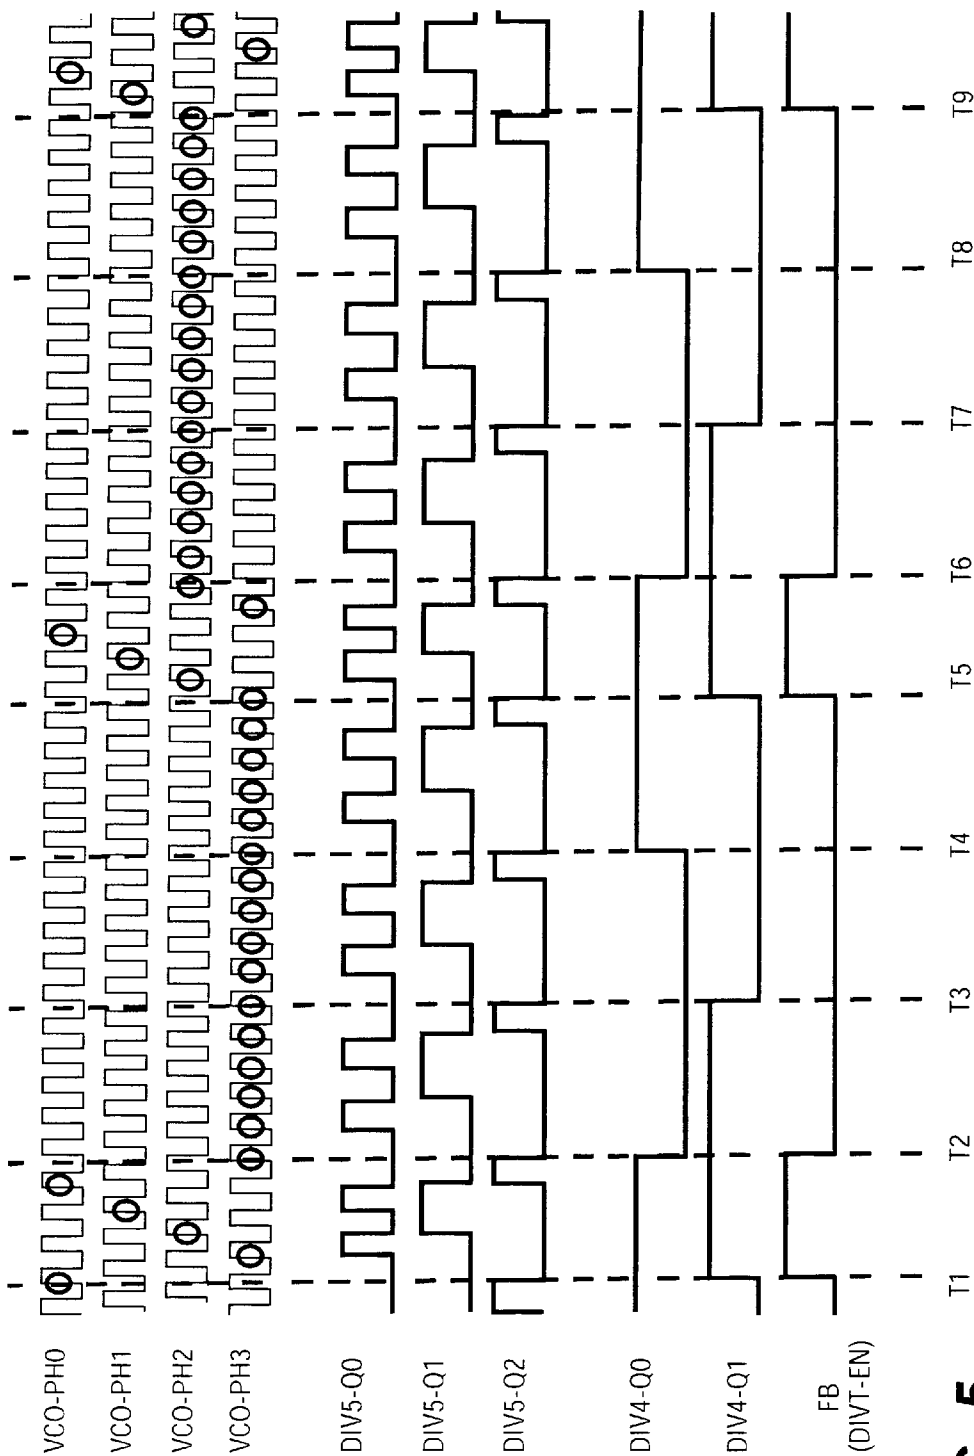 VCO-PH0
VCO-PH1
VCO-PH2
VCO-PH3
DIV5-Q0
DIV5-Q1
DIV5-Q2
DIV4-Q0
DIV4-Q1
FB
(DIVT-EN)
T1 T2 T3 T4 T5 T6 T7 T8 T9
5